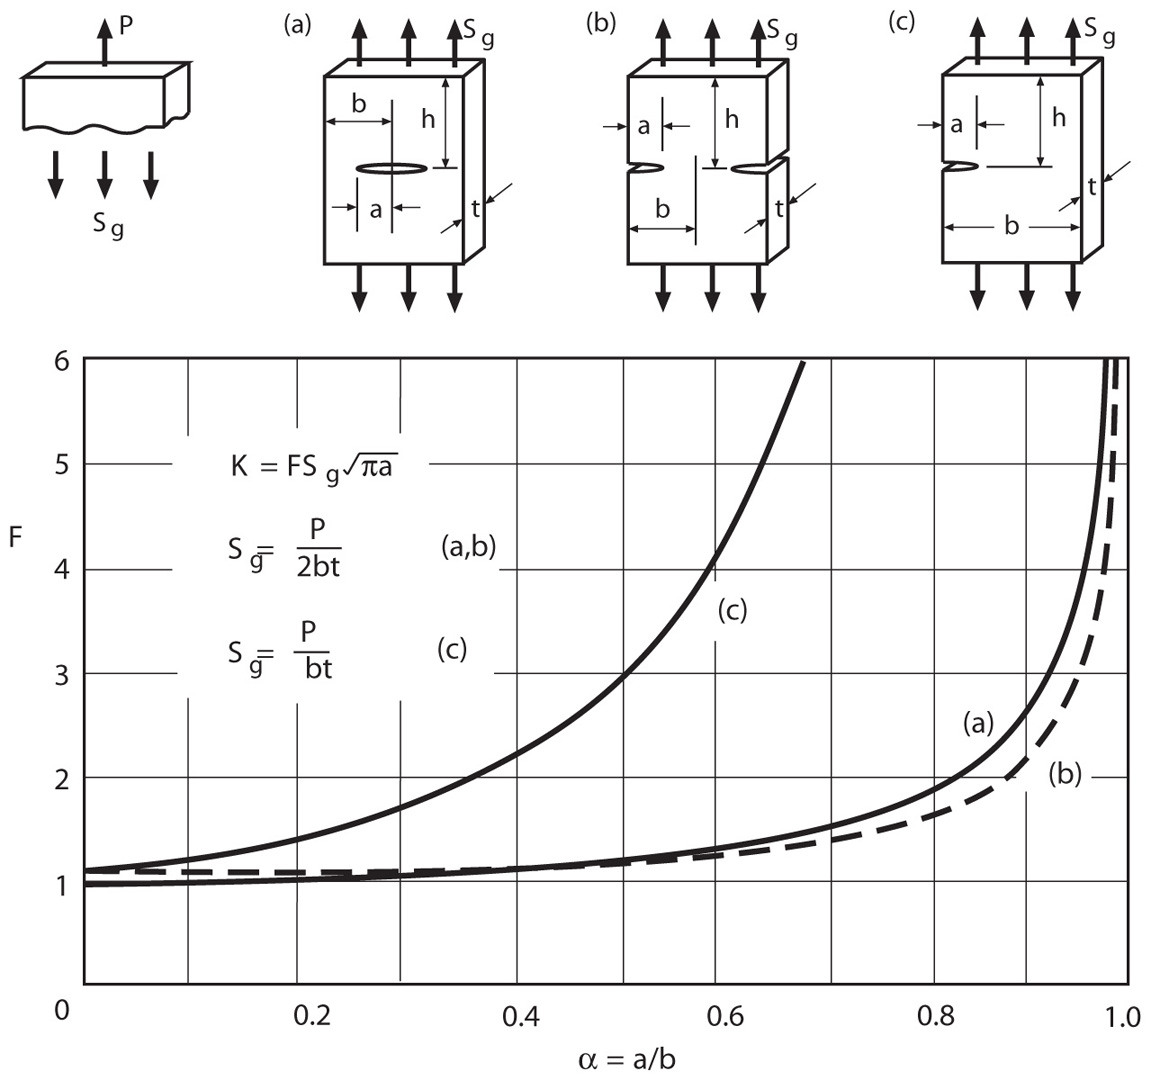 P
S g
(a)
S g
b
h
a
t
(b)
S g
a
h
b
t
(c)
S g
a
h
t
b
6
5
4
3
2
1
0
F
K = FS g √πa
S g = P / 2bt (a,b)
S g = P / bt (c)
(c)
(a)
(b)
0.2 0.4 0.6 0.8 1.0
α = a/b